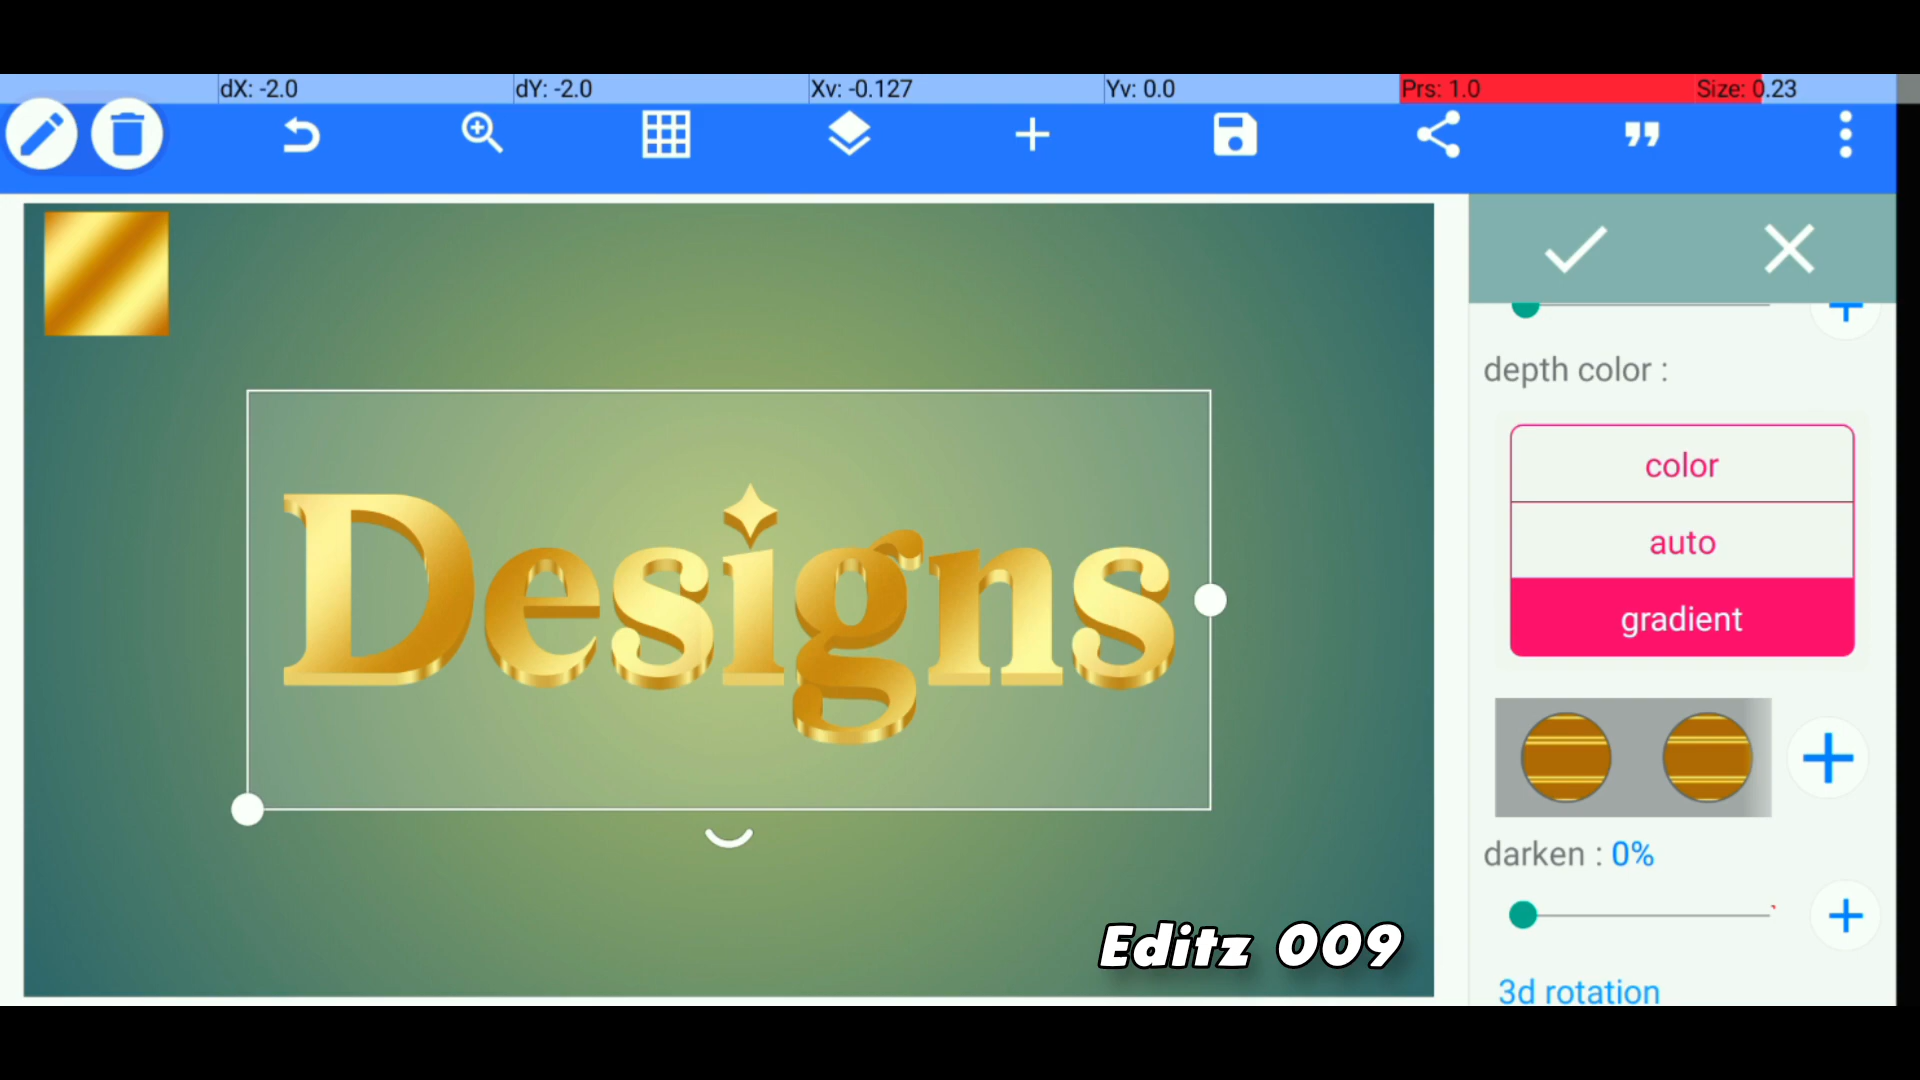 dX: -2.0 dY: -2.0 Xv: -0.127 Yv: 0.0 Prs: 1.0 Size: 0.23
depth color :
color
auto
gradient
Designs
darken : 0%
Editz 009
3d rotation